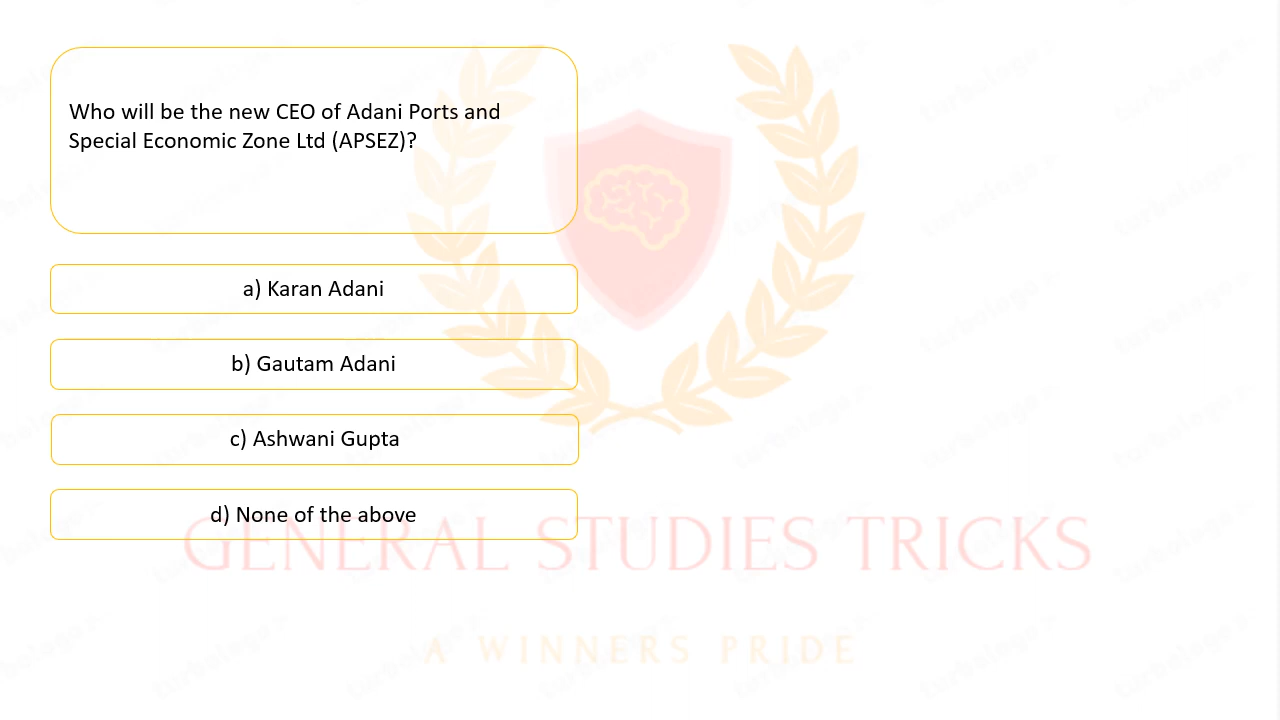 Who will be the new CEO of Adani Ports and
Special Economic Zone Ltd (APSEZ)?
a) Karan Adani
b) Gautam Adani
c) Ashwani Gupta
d) None of the above
GENERAL STUDIES TRICKS
A WINNERS PRIDE